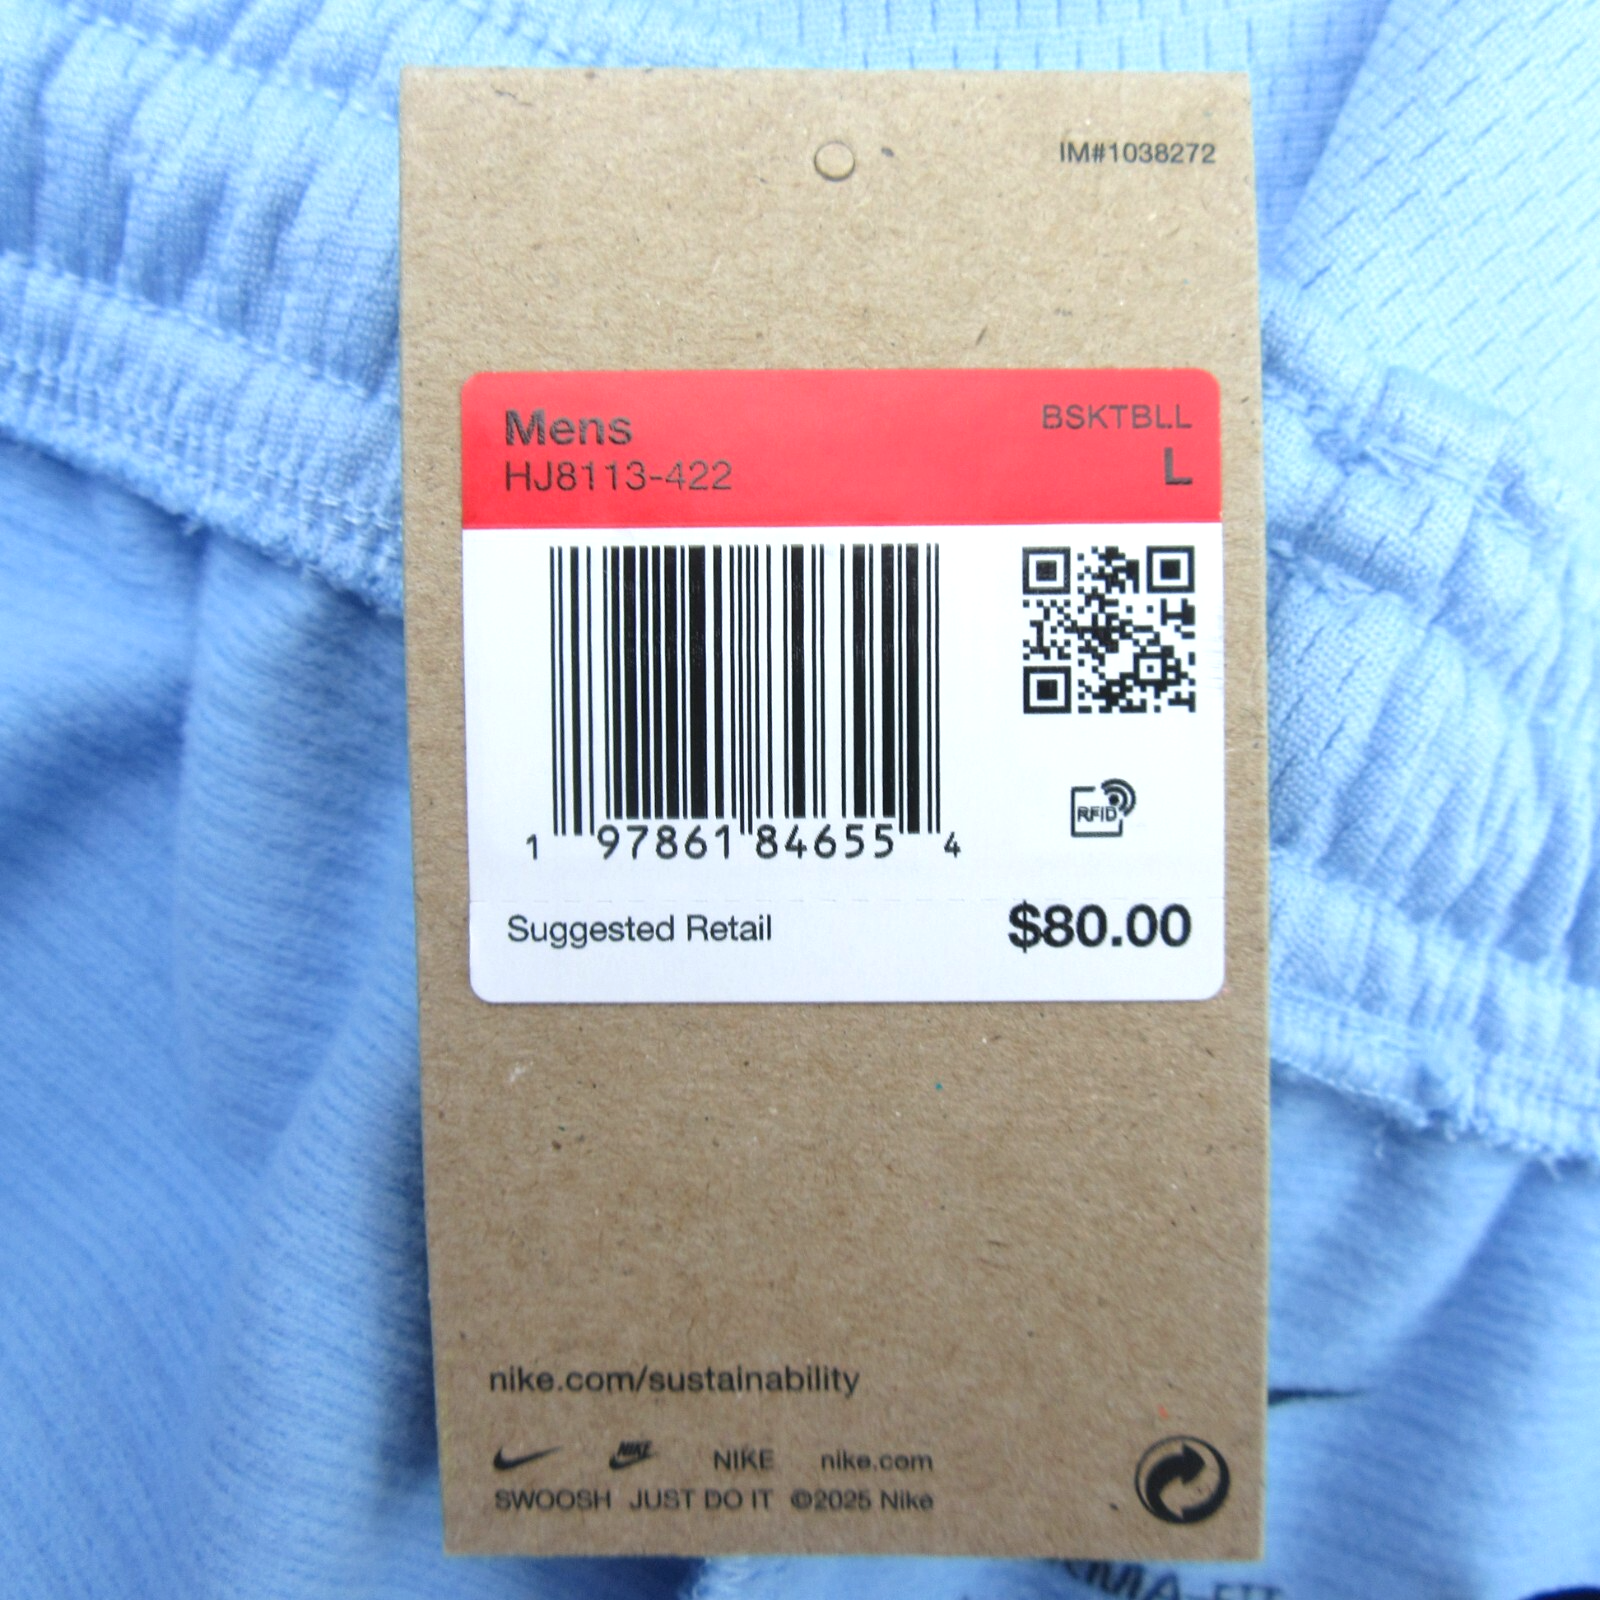 IM#1038272
Mens
BSKTBLL
HJ8113-422
L
1 97861 84655 4
RFID
Suggested Retail $80.00
nike.com/sustainability
NIKE NIKE nike.com
SWOOSH JUST DO IT ©2025 Nike